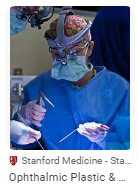 Stanford Medicine - Sta...
Ophthalmic Plastic & ...